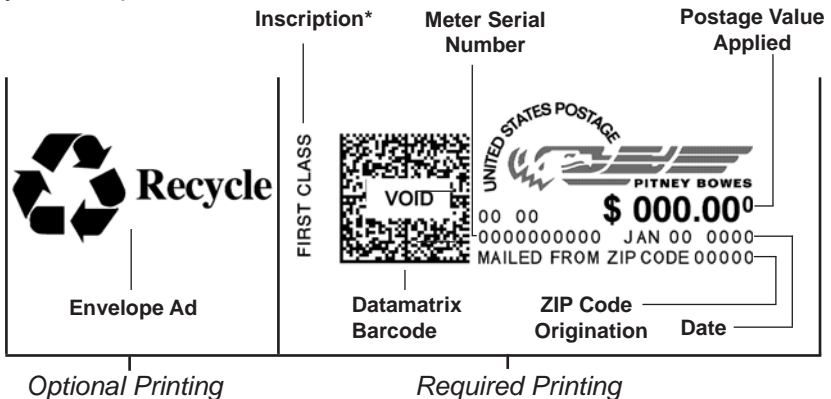 Inscription*
Meter Serial
Number
Postage Value
Applied
Recycle
FIRST CLASS
VOID
UNITED STATES POSTAGE
PITNEY BOWES
00 00
$ 000.00⁰
0000000000 JAN 00 0000
MAILED FROM ZIP CODE 00000
Envelope Ad
Datamatrix
Barcode
ZIP Code
Origination
Date
Optional Printing
Required Printing